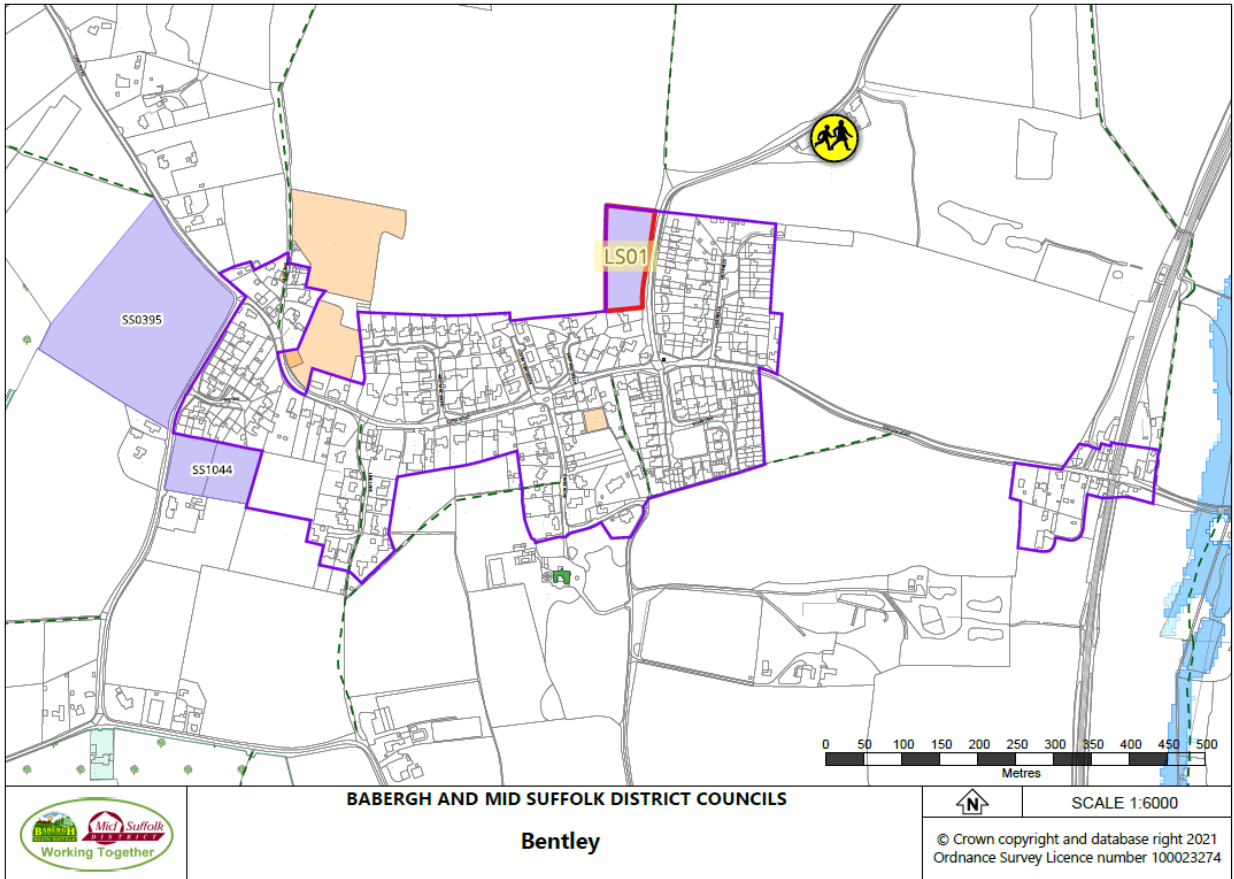 LS01
SS0395
SS1044
0 50 100 150 200 250 300 350 400 450 500
Metres
BABERGH
Mid Suffolk
DISTRICT
Working Together
BABERGH AND MID SUFFOLK DISTRICT COUNCILS
Bentley
N
SCALE 1:6000
© Crown copyright and database right 2021
Ordnance Survey Licence number 100023274